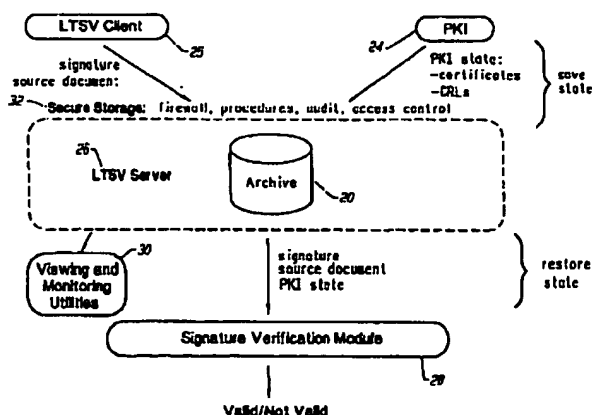 LTSV Client
PKI
25
24
signature
source document:
PKI state:
-certificates
-CRLs
save
state
32
Secure Storage: firewall, procedures, audit, access control
26
LTSV Server
Archive
20
30
Viewing and
Monitoring
Utilities
signature
source document
PKI state
restore
state
Signature Verification Module
28
Valid/Not Valid